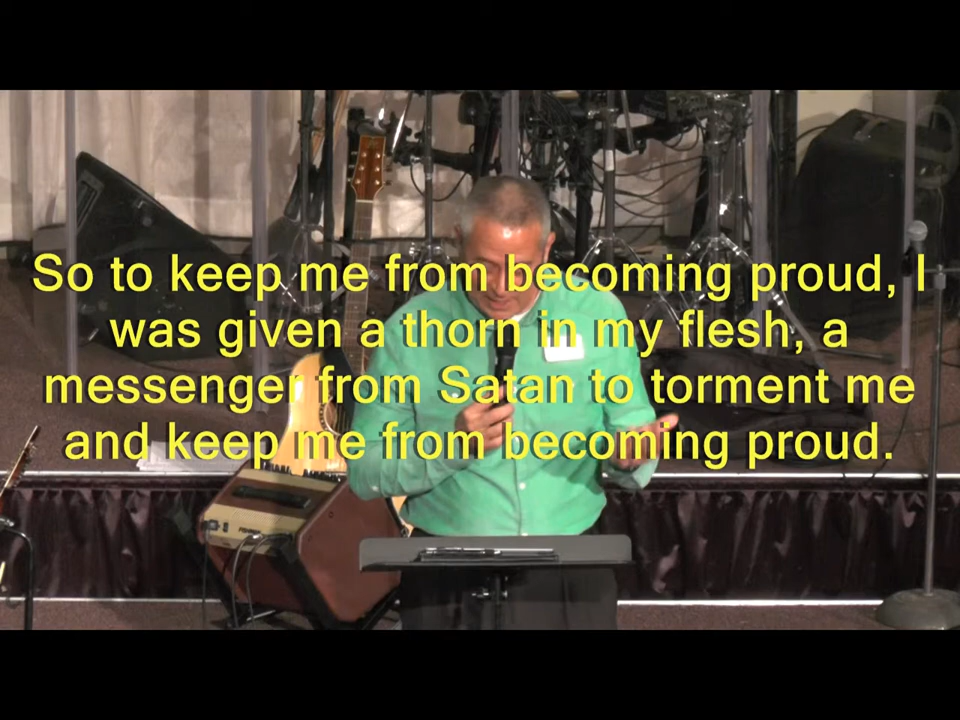 So to keep me from becoming proud, I
was given a thorn in my flesh, a
messenger from Satan to torment me
and keep me from becoming proud.